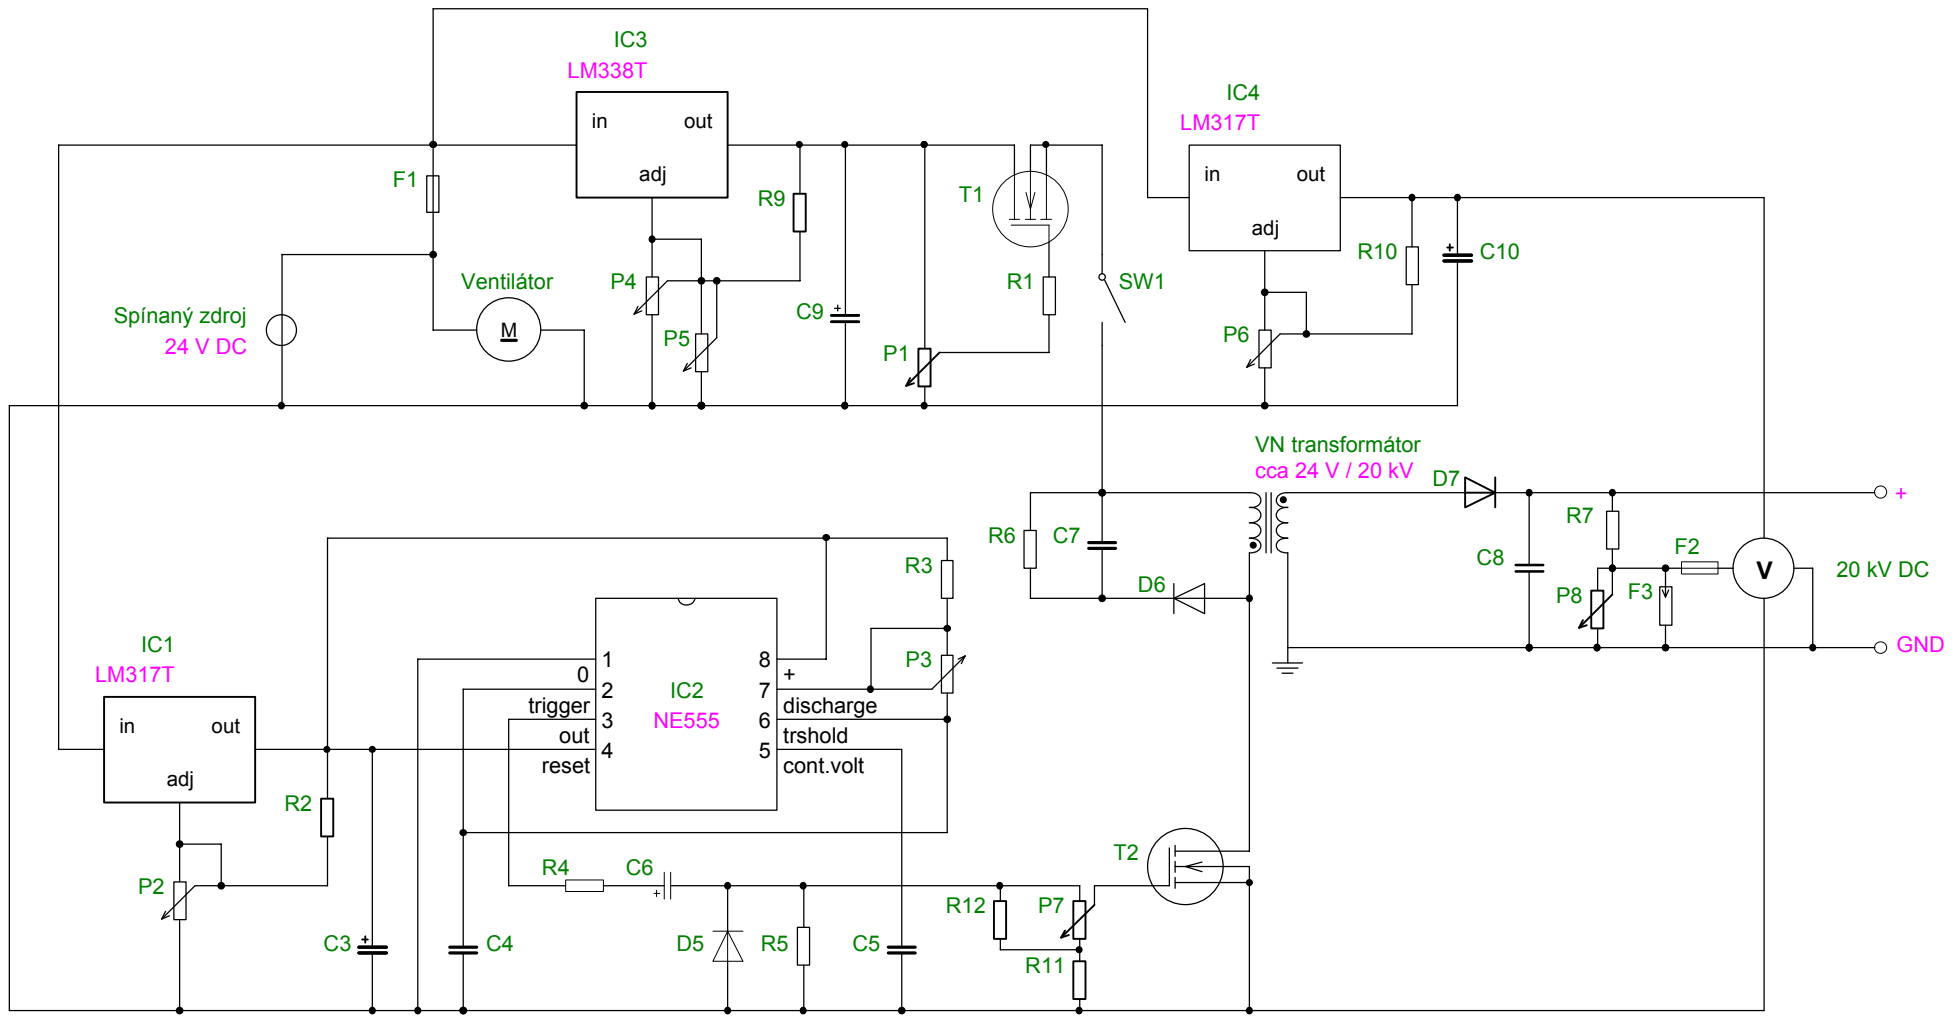 IC3
LM338T
in out
adj
F1
R9
P4
P5
C9
Ventilátor
M
Spínaný zdroj
24 V DC
T1
R1
P1
SW1
IC4
LM317T
in out
adj
R10
C10
P6
VN transformátor
cca 24 V / 20 kV
D7
+
R7
R6
C7
C8
F2
V
20 kV DC
D6
P8
F3
GND
R3
IC1
LM317T
in out
adj
R2
P2
C3
1
0
2
trigger
3
out
4
reset
IC2
NE555
8
+
7
discharge
6
trshold
5
cont.volt
P3
T2
R4
C6
+
R12
P7
C4
D5
R5
C5
R11